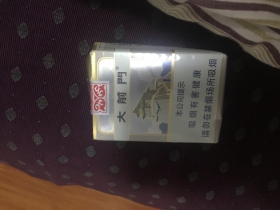 大前門
本公司提示
吸烟有害健康
请勿在禁烟场所吸烟